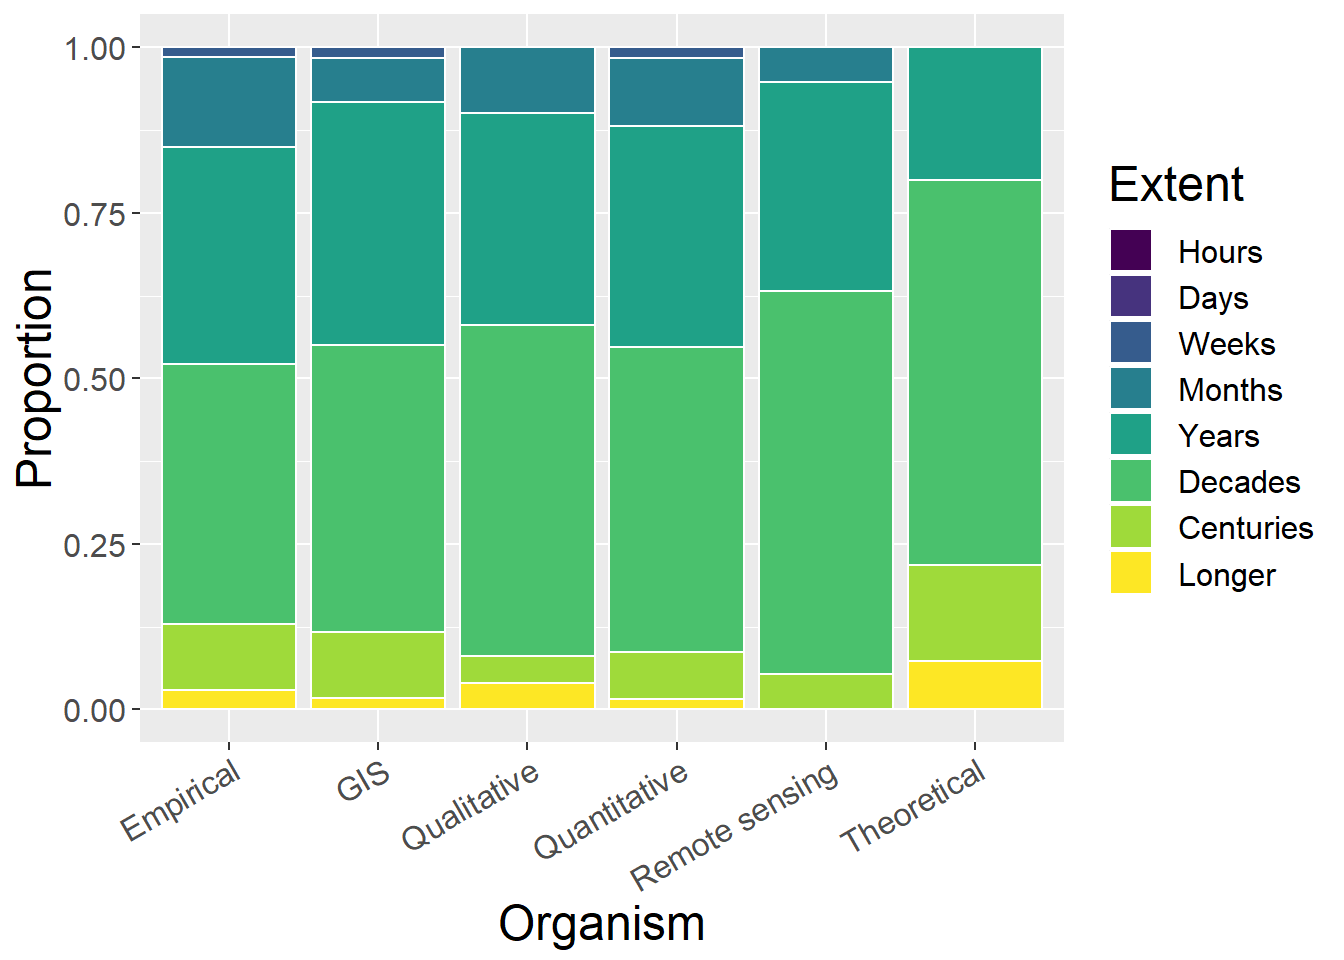 Proportion
1.00
0.75
0.50
0.25
0.00
Empirical
GIS
Qualitative
Quantitative
Remote sensing
Theoretical
Organism
Extent
Hours
Days
Weeks
Months
Years
Decades
Centuries
Longer